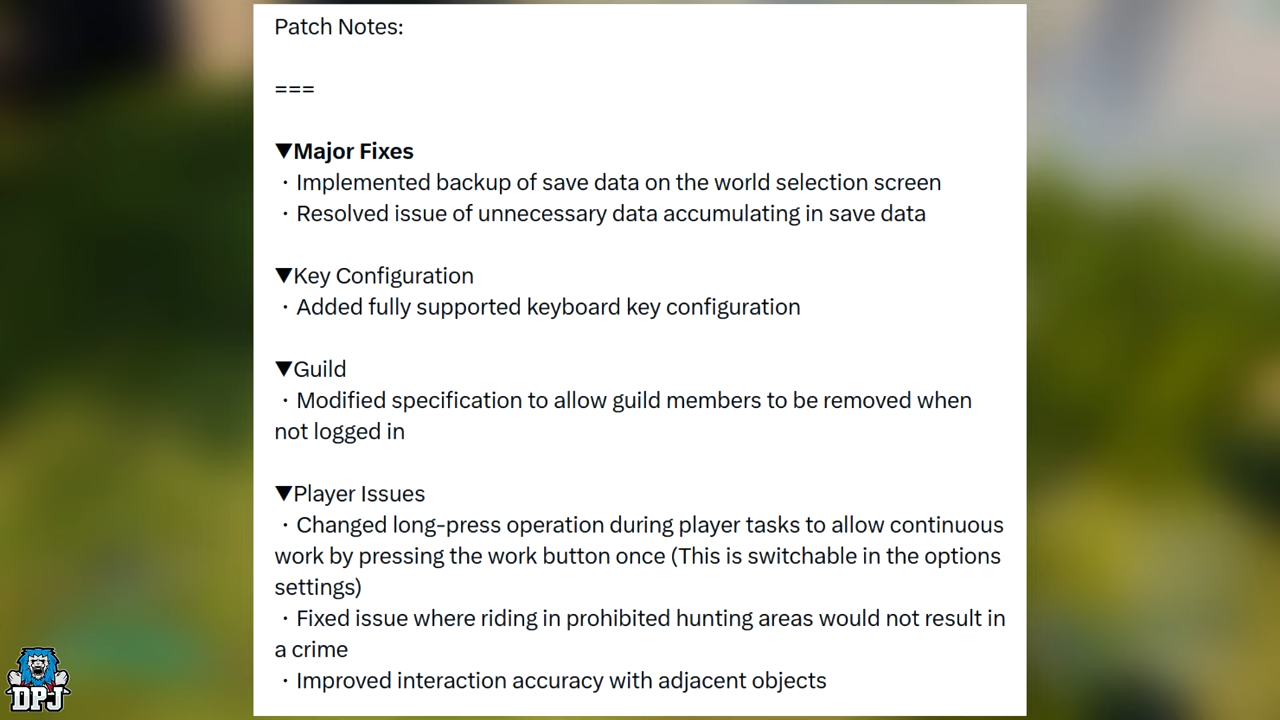 Patch Notes:
===
▼Major Fixes
・Implemented backup of save data on the world selection screen
・Resolved issue of unnecessary data accumulating in save data
▼Key Configuration
・Added fully supported keyboard key configuration
▼Guild
・Modified specification to allow guild members to be removed when
not logged in
▼Player Issues
・Changed long-press operation during player tasks to allow continuous
work by pressing the work button once (This is switchable in the options
settings)
・Fixed issue where riding in prohibited hunting areas would not result in
a crime
・Improved interaction accuracy with adjacent objects
DPJ